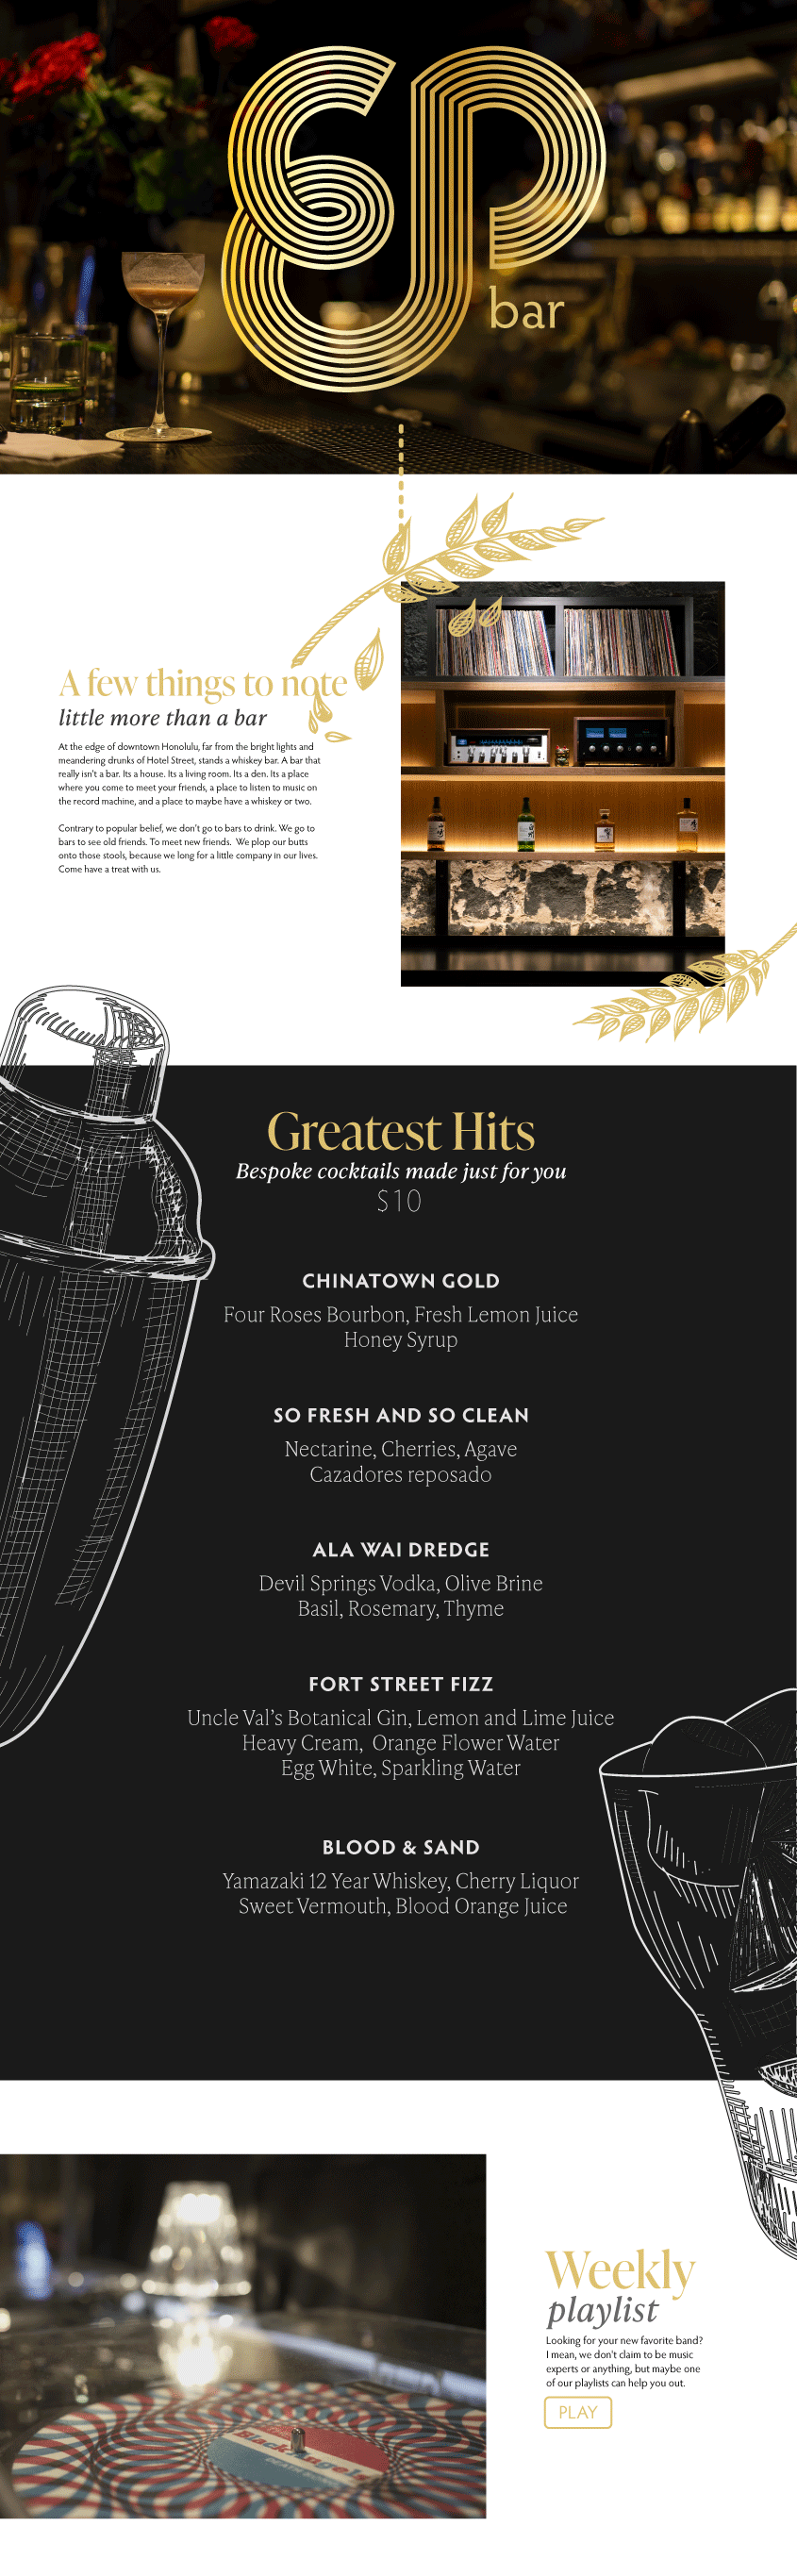 EP
bar
A few things to note
little more than a bar
At the edge of downtown Honolulu, far from the bright lights and
meandering drunks of Hotel Street, stands a whiskey bar. A bar that
really isn't a bar. Its a house. Its a living room. Its a den. Its a place
where you come to meet your friends, a place to listen to music on
the record machine, and a place to maybe have a whiskey or two.
Contrary to popular belief, we don't go to bars to drink. We go to
bars to see old friends. To meet new friends. We plop our butts
onto those stools, because we long for a little company in our lives.
Come have a treat with us.
Greatest Hits
Bespoke cocktails made just for you
$10
CHINATOWN GOLD
Four Roses Bourbon, Fresh Lemon Juice
Honey Syrup
SO FRESH AND SO CLEAN
Nectarine, Cherries, Agave
Cazadores reposado
ALA WAI DREDGE
Devil Springs Vodka, Olive Brine
Basil, Rosemary, Thyme
FORT STREET FIZZ
Uncle Val's Botanical Gin, Lemon and Lime Juice
Heavy Cream, Orange Flower Water
Egg White, Sparkling Water
BLOOD & SAND
Yamazaki 12 Year Whiskey, Cherry Liquor
Sweet Vermouth, Blood Orange Juice
Weekly
playlist
Looking for your new favorite band?
I mean, we don't claim to be music
experts or anything, but maybe one
of our playlists can help you out.
PLAY